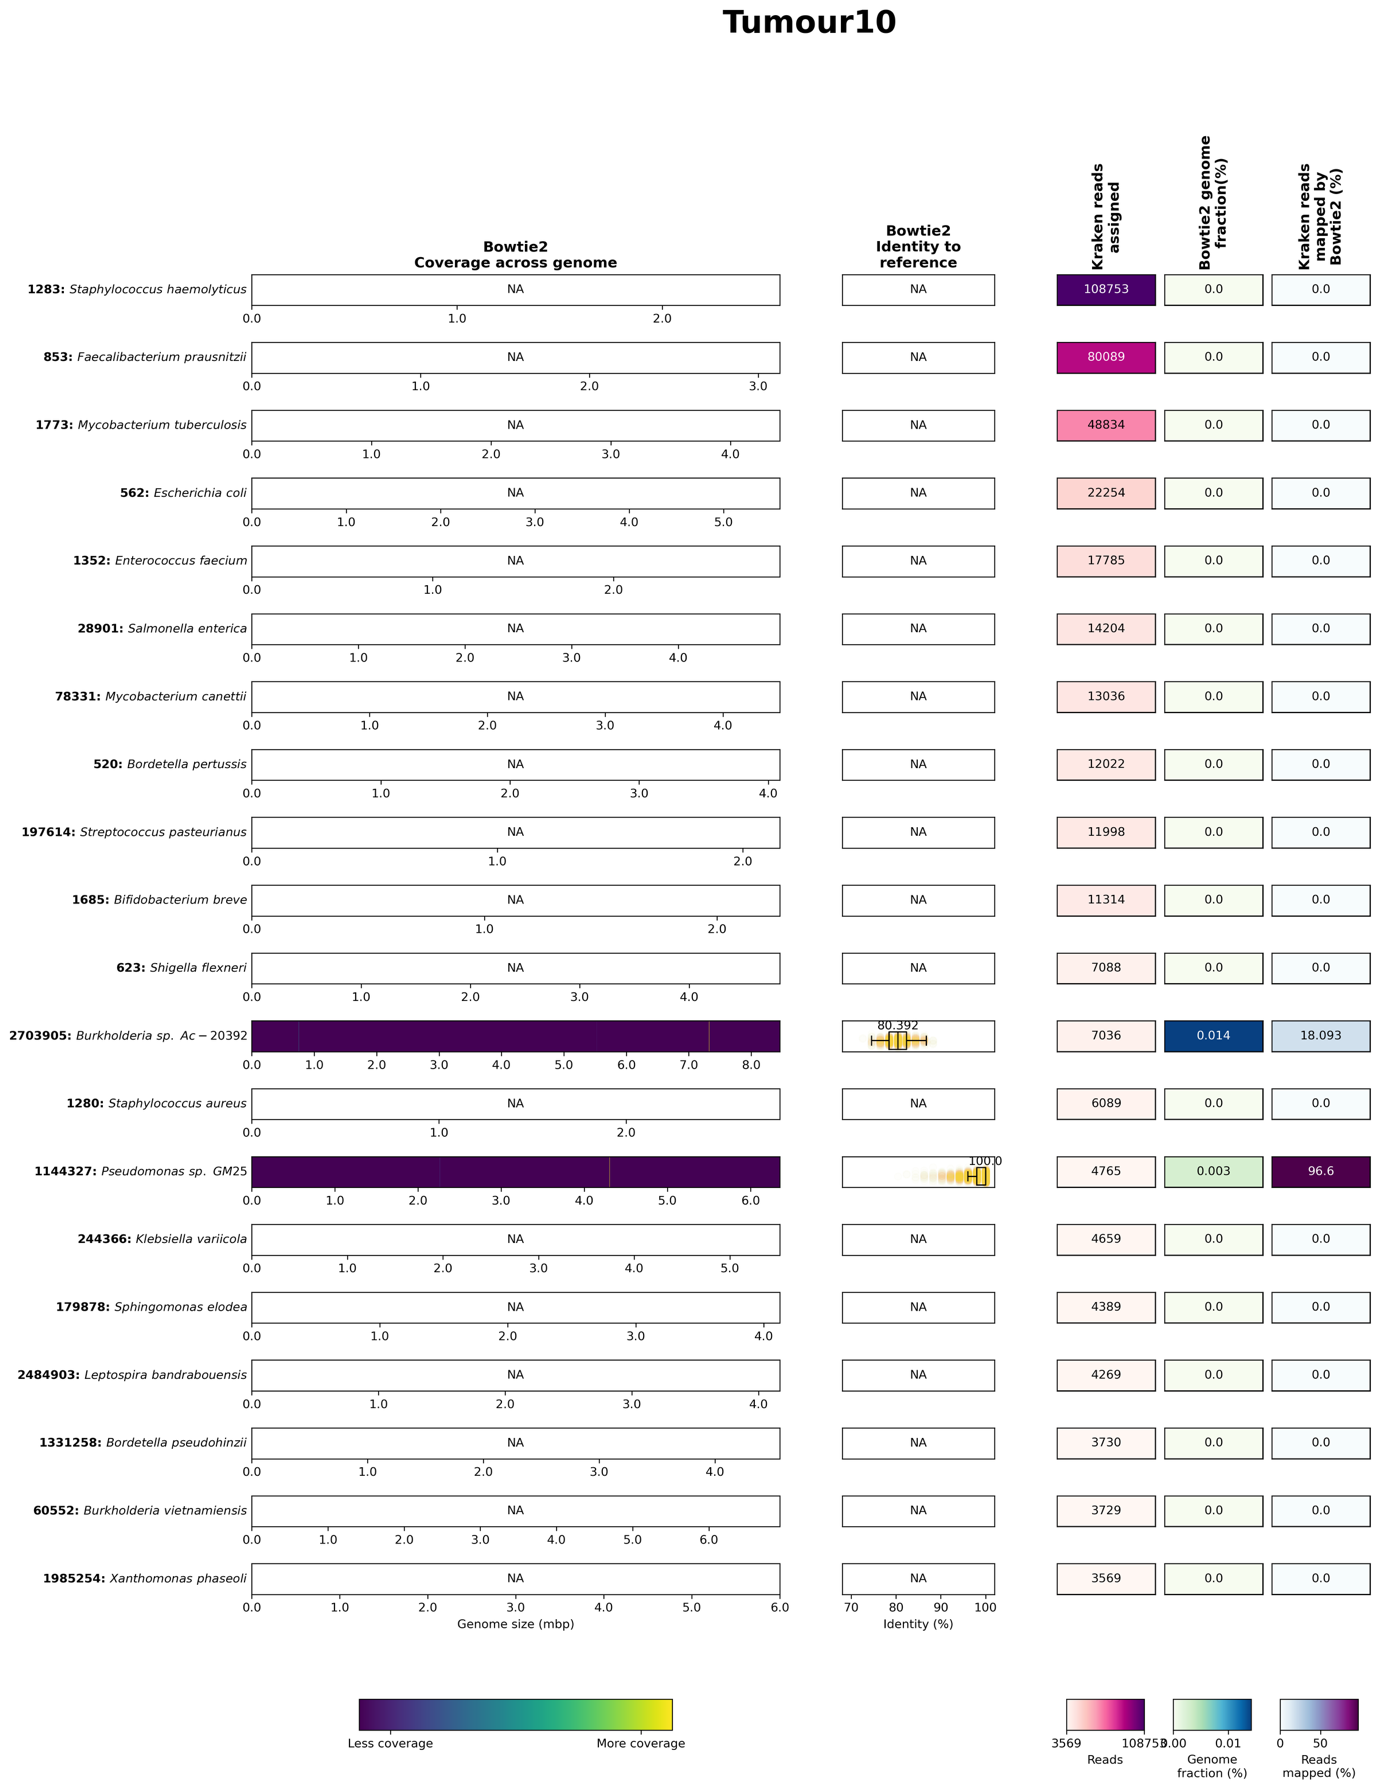 Tumour10
Bowtie2
Coverage across genome
Bowtie2
Identity to
reference
Kraken reads
assigned
Bowtie2 genome
fraction(%)
Kraken reads
mapped by
Bowtie2 (%)
1283: Staphylococcus haemolyticus NA NA 108753 0.0 0.0
0.0 1.0 2.0
853: Faecalibacterium prausnitzii NA NA 80089 0.0 0.0
0.0 1.0 2.0 3.0
1773: Mycobacterium tuberculosis NA NA 48834 0.0 0.0
0.0 1.0 2.0 3.0 4.0
562: Escherichia coli NA NA 22254 0.0 0.0
0.0 1.0 2.0 3.0 4.0 5.0
1352: Enterococcus faecium NA NA 17785 0.0 0.0
0.0 1.0 2.0
28901: Salmonella enterica NA NA 14204 0.0 0.0
0.0 1.0 2.0 3.0 4.0
78331: Mycobacterium canettii NA NA 13036 0.0 0.0
0.0 1.0 2.0 3.0 4.0
520: Bordetella pertussis NA NA 12022 0.0 0.0
0.0 1.0 2.0 3.0 4.0
197614: Streptococcus pasteurianus NA NA 11998 0.0 0.0
0.0 1.0 2.0
1685: Bifidobacterium breve NA NA 11314 0.0 0.0
0.0 1.0 2.0
623: Shigella flexneri NA NA 7088 0.0 0.0
0.0 1.0 2.0 3.0 4.0
2703905: Burkholderia sp. Ac − 20392 80.392 7036 0.014 18.093
0.0 1.0 2.0 3.0 4.0 5.0 6.0 7.0 8.0
1280: Staphylococcus aureus NA NA 6089 0.0 0.0
0.0 1.0 2.0
1144327: Pseudomonas sp. GM25 100.0 4765 0.003 96.6
0.0 1.0 2.0 3.0 4.0 5.0 6.0
244366: Klebsiella variicola NA NA 4659 0.0 0.0
0.0 1.0 2.0 3.0 4.0 5.0
179878: Sphingomonas elodea NA NA 4389 0.0 0.0
0.0 1.0 2.0 3.0 4.0
2484903: Leptospira bandrabouensis NA NA 4269 0.0 0.0
0.0 1.0 2.0 3.0 4.0
1331258: Bordetella pseudohinzii NA NA 3730 0.0 0.0
0.0 1.0 2.0 3.0 4.0
60552: Burkholderia vietnamiensis NA NA 3729 0.0 0.0
0.0 1.0 2.0 3.0 4.0 5.0 6.0
1985254: Xanthomonas phaseoli NA NA 3569 0.0 0.0
0.0 1.0 2.0 3.0 4.0 5.0 6.0 70 80 90 100
Genome size (mbp) Identity (%)
Less coverage More coverage 3569 108753 0.00 0.01 0 50
Reads
Genome
fraction (%)
Reads
mapped (%)